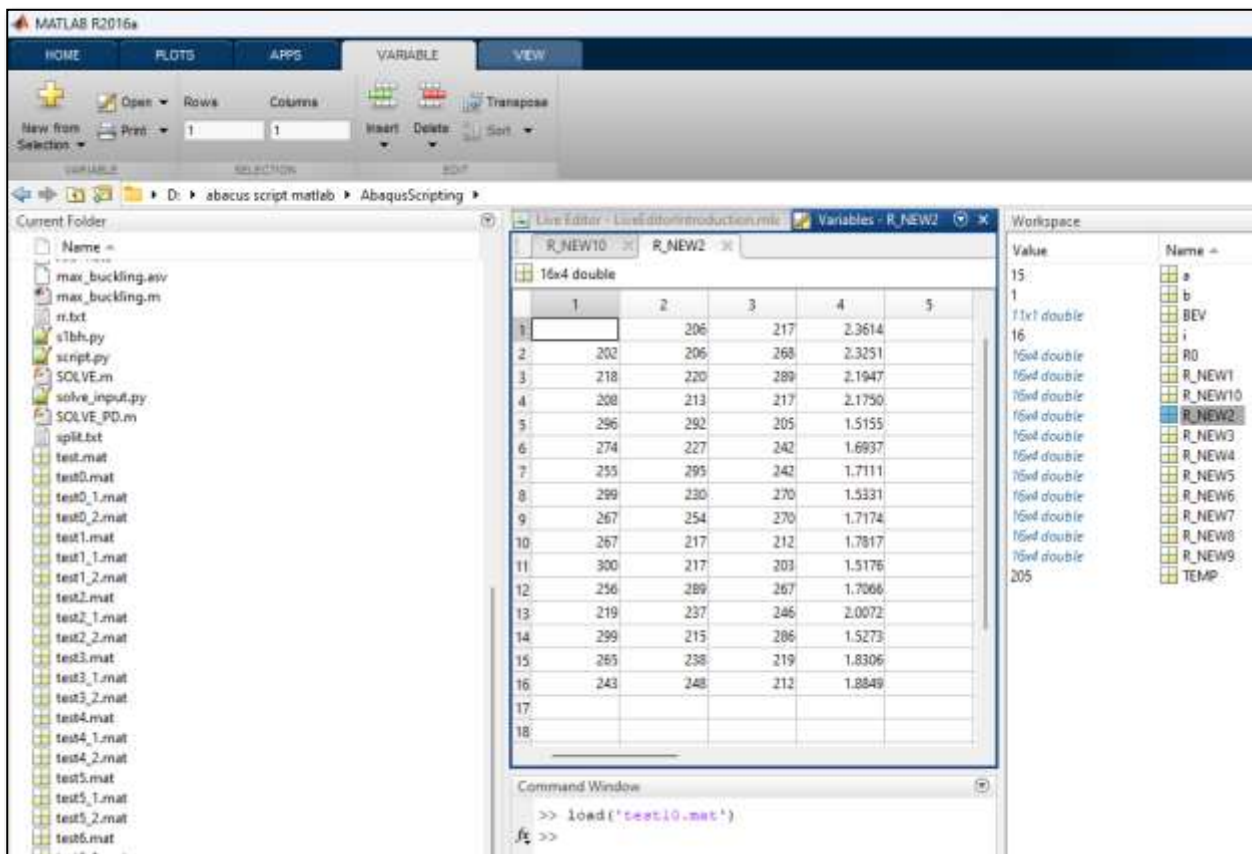 MATLAB R2016a
HOME PLOTS APPS VARIABLE VIEW
New from Selection
Open
Print
Rows Columns
1 1
Insert Delete
Transpose
Sort
VARIABLE SELECTION EDIT
D: abacus script matlab AbaqusScripting
Current Folder
Name
max_buckling.asv
max_buckling.m
rr.txt
s1bh.py
script.py
SOLVE.m
solve_input.py
SOLVE_PD.m
split.txt
test.mat
test0.mat
test0_1.mat
test0_2.mat
test1.mat
test1_1.mat
test1_2.mat
test2.mat
test2_1.mat
test2_2.mat
test3.mat
test3_1.mat
test3_2.mat
test4.mat
test4_1.mat
test4_2.mat
test5.mat
test5_1.mat
test5_2.mat
test6.mat
Live Editor - LiveEditorIntroduction.mlx Variables - R_NEW2
R_NEW10 R_NEW2
16x4 double
1 2 3 4 5
1 206 217 2.3614
2 202 206 268 2.3251
3 218 220 289 2.1947
4 208 213 217 2.1750
5 296 292 205 1.5155
6 274 227 242 1.6937
7 255 295 242 1.7111
8 299 230 270 1.5331
9 267 254 270 1.7174
10 267 217 212 1.7817
11 300 217 203 1.5176
12 256 289 267 1.7066
13 219 237 246 2.0072
14 299 215 286 1.5273
15 265 238 219 1.8306
16 243 248 212 1.8849
17
18
Command Window
>> load('test10.mat')
fx >>
Workspace
Value Name
15 a
1 b
11x1 double BEV
16 i
16x4 double R0
16x4 double R_NEW1
16x4 double R_NEW10
16x4 double R_NEW2
16x4 double R_NEW3
16x4 double R_NEW4
16x4 double R_NEW5
16x4 double R_NEW6
16x4 double R_NEW7
16x4 double R_NEW8
16x4 double R_NEW9
205 TEMP